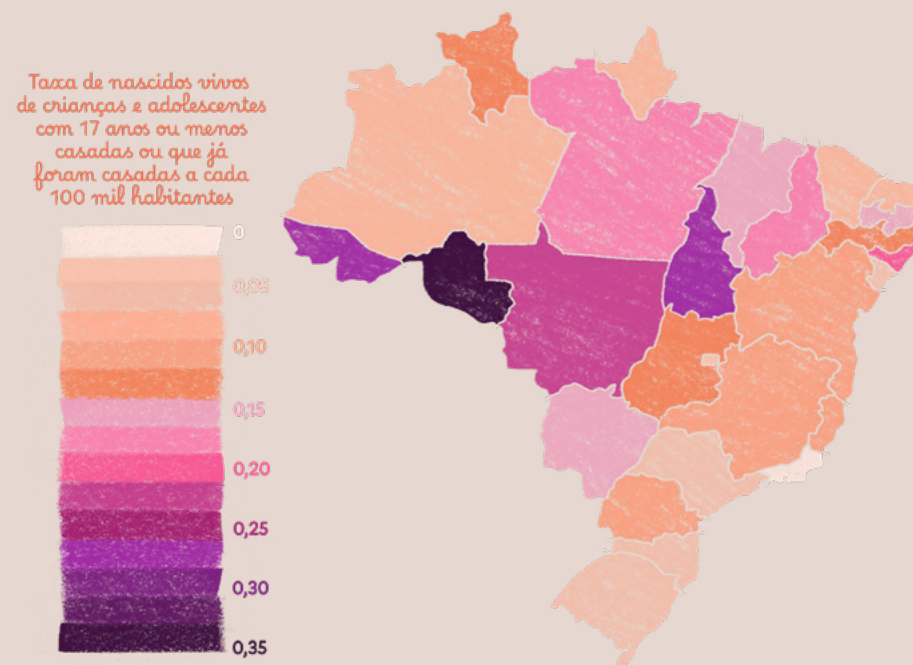 Taxa de nascidos vivos
de crianças e adolescentes
com 17 anos ou menos
casadas ou que já
foram casadas a cada
100 mil habitantes
0
0,05
0,10
0,15
0,20
0,25
0,30
0,35